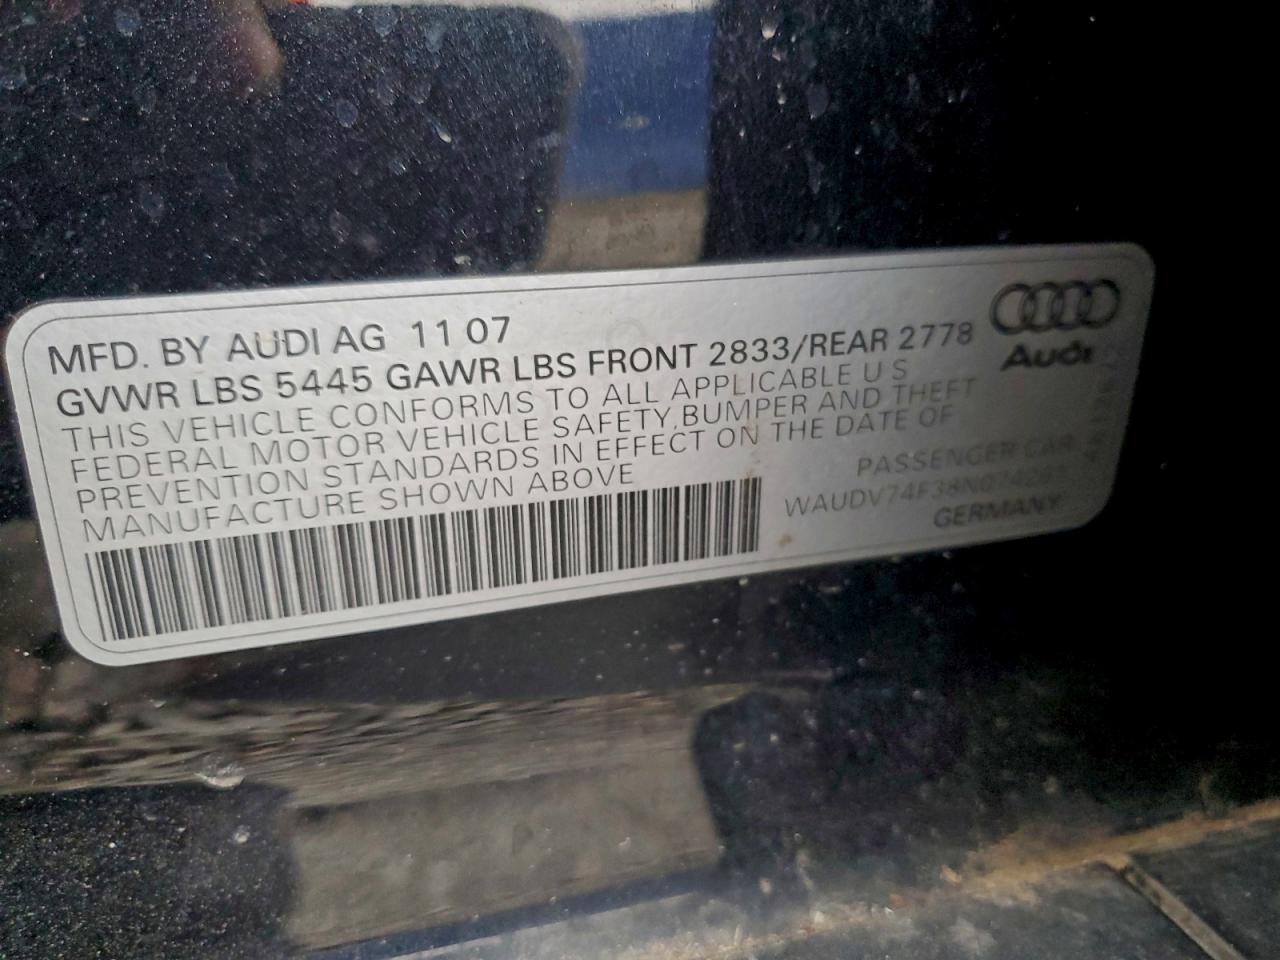 MFD. BY AUDI AG 11 07
GVWR LBS 5445 GAWR LBS FRONT 2833/REAR 2778
THIS VEHICLE CONFORMS TO ALL APPLICABLE U S
FEDERAL MOTOR VEHICLE SAFETY,BUMPER AND THEFT
PREVENTION STANDARDS IN EFFECT ON THE DATE OF
MANUFACTURE SHOWN ABOVE
Audi
PASSENGER CAR
GERMANY